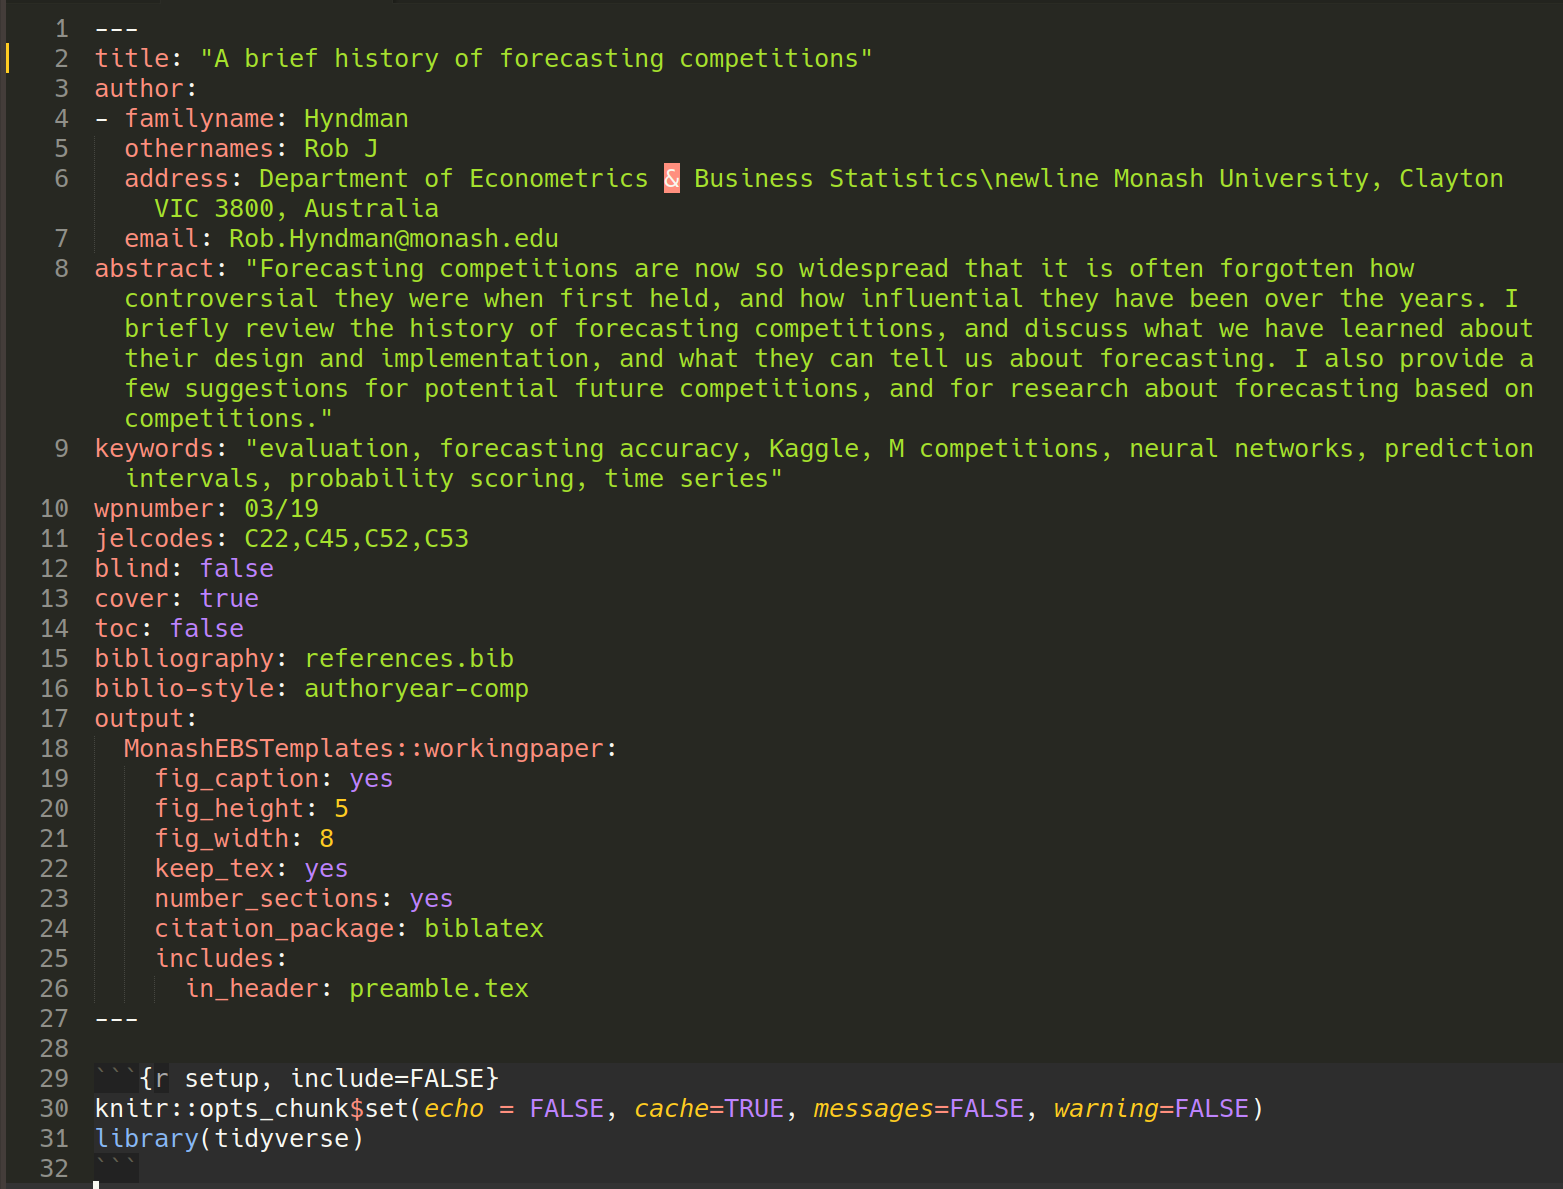 1 ---
2 title: "A brief history of forecasting competitions"
3 author:
4 - familyname: Hyndman
5   othernames: Rob J
6   address: Department of Econometrics & Business Statistics\newline Monash University, Clayton
    VIC 3800, Australia
7   email: Rob.Hyndman@monash.edu
8 abstract: "Forecasting competitions are now so widespread that it is often forgotten how
  controversial they were when first held, and how influential they have been over the years. I
  briefly review the history of forecasting competitions, and discuss what we have learned about
  their design and implementation, and what they can tell us about forecasting. I also provide a
  few suggestions for potential future competitions, and for research about forecasting based on
  competitions."
9 keywords: "evaluation, forecasting accuracy, Kaggle, M competitions, neural networks, prediction
  intervals, probability scoring, time series"
10 wpnumber: 03/19
11 jelcodes: C22,C45,C52,C53
12 blind: false
13 cover: true
14 toc: false
15 bibliography: references.bib
16 biblio-style: authoryear-comp
17 output:
18   MonashEBSTemplates::workingpaper:
19     fig_caption: yes
20     fig_height: 5
21     fig_width: 8
22     keep_tex: yes
23     number_sections: yes
24     citation_package: biblatex
25     includes:
26       in_header: preamble.tex
27 ---
28
29 ```{r setup, include=FALSE}
30 knitr::opts_chunk$set(echo = FALSE, cache=TRUE, messages=FALSE, warning=FALSE)
31 library(tidyverse)
32 ```